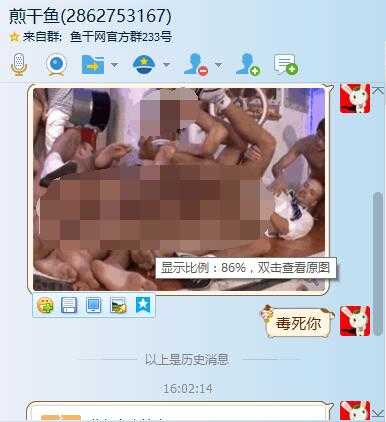 煎干鱼(2862753167)
来自群: 鱼干网官方群233号
显示比例：86%，双击查看原图
毒死你
以上是历史消息
16:02:14